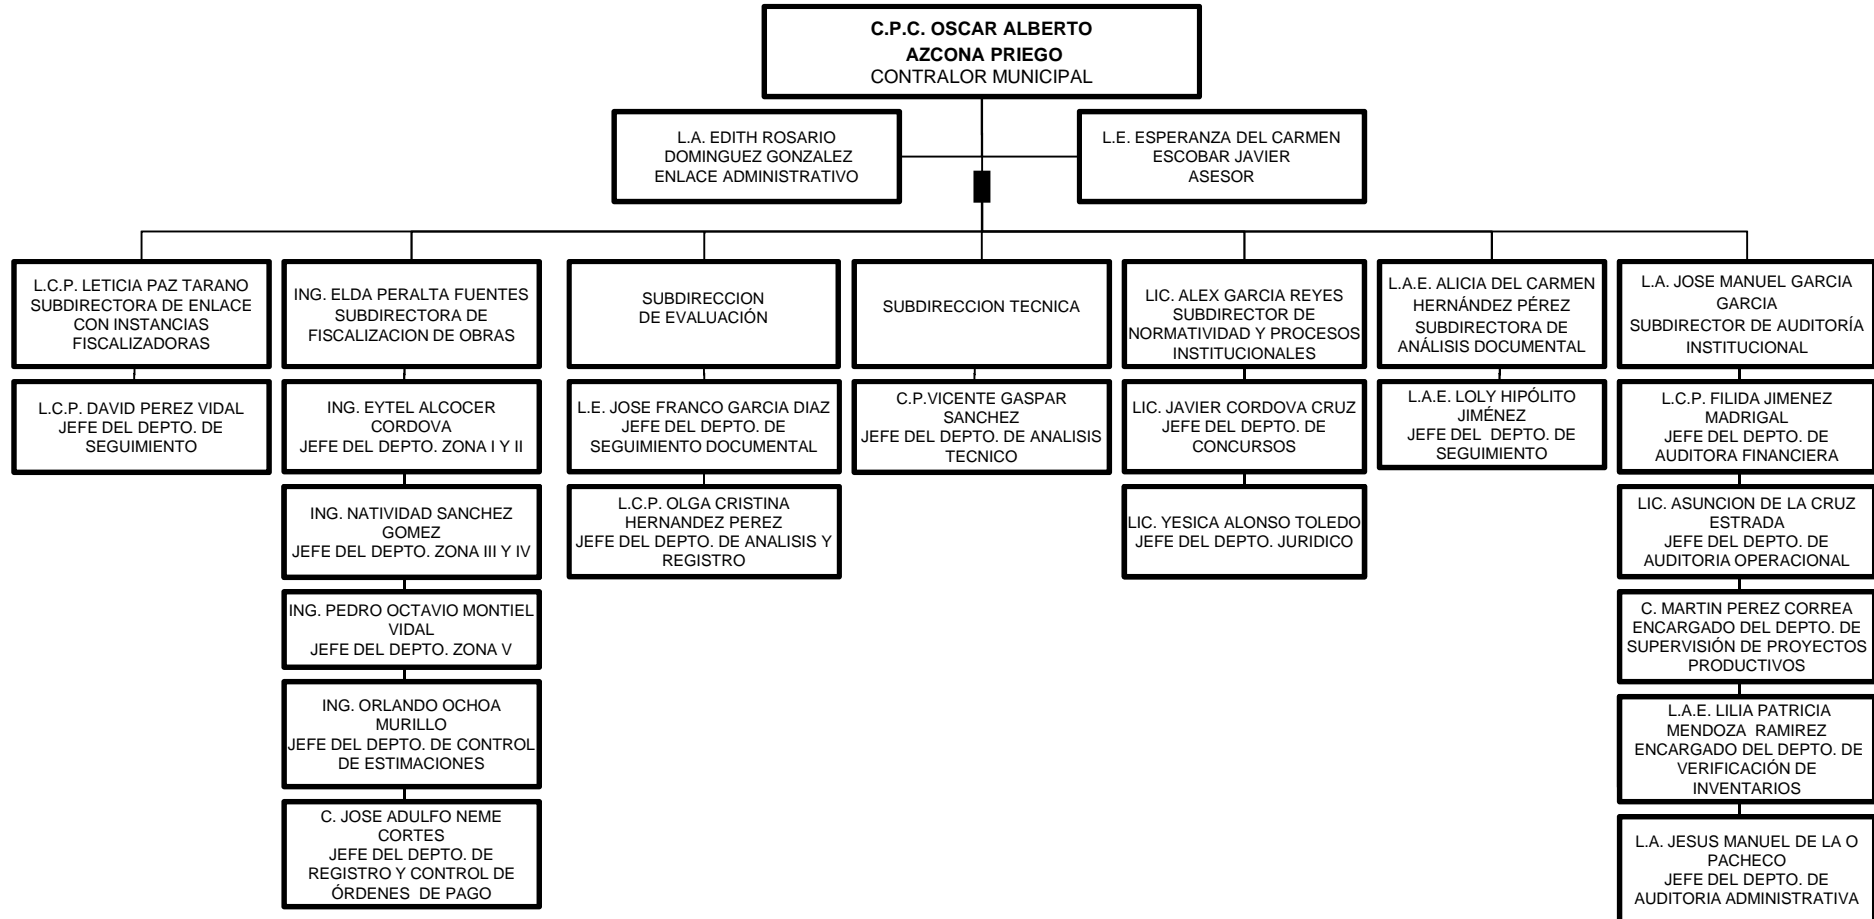 C.P.C. OSCAR ALBERTO
AZCONA PRIEGO
CONTRALOR MUNICIPAL
L.A. EDITH ROSARIO
DOMINGUEZ GONZALEZ
ENLACE ADMINISTRATIVO
L.E. ESPERANZA DEL CARMEN
ESCOBAR JAVIER
ASESOR
L.C.P. LETICIA PAZ TARANO
SUBDIRECTORA DE ENLACE
CON INSTANCIAS
FISCALIZADORAS
ING. ELDA PERALTA FUENTES
SUBDIRECTORA DE
FISCALIZACION DE OBRAS
SUBDIRECCION
DE EVALUACIÓN
SUBDIRECCION TECNICA
LIC. ALEX GARCIA REYES
SUBDIRECTOR DE
NORMATIVIDAD Y PROCESOS
INSTITUCIONALES
L.A.E. ALICIA DEL CARMEN
HERNÁNDEZ PÉREZ
SUBDIRECTORA DE
ANÁLISIS DOCUMENTAL
L.A. JOSE MANUEL GARCIA
GARCIA
SUBDIRECTOR DE AUDITORÍA
INSTITUCIONAL
L.C.P. DAVID PEREZ VIDAL
JEFE DEL DEPTO. DE
SEGUIMIENTO
ING. EYTEL ALCOCER
CORDOVA
JEFE DEL DEPTO. ZONA I Y II
L.E. JOSE FRANCO GARCIA DIAZ
JEFE DEL DEPTO. DE
SEGUIMIENTO DOCUMENTAL
C.P.VICENTE GASPAR
SANCHEZ
JEFE DEL DEPTO. DE ANALISIS
TECNICO
LIC. JAVIER CORDOVA CRUZ
JEFE DEL DEPTO. DE
CONCURSOS
L.A.E. LOLY HIPÓLITO
JIMÉNEZ
JEFE DEL  DEPTO. DE
SEGUIMIENTO
L.C.P. FILIDA JIMENEZ
MADRIGAL
JEFE DEL DEPTO. DE
AUDITORA FINANCIERA
ING. NATIVIDAD SANCHEZ
GOMEZ
JEFE DEL DEPTO. ZONA III Y IV
L.C.P. OLGA CRISTINA
HERNANDEZ PEREZ
JEFE DEL DEPTO. DE ANALISIS Y
REGISTRO
LIC. YESICA ALONSO TOLEDO
JEFE DEL DEPTO. JURIDICO
LIC. ASUNCION DE LA CRUZ
ESTRADA
JEFE DEL DEPTO. DE
AUDITORIA OPERACIONAL
ING. PEDRO OCTAVIO MONTIEL
VIDAL
JEFE DEL DEPTO. ZONA V
C. MARTIN PEREZ CORREA
ENCARGADO DEL DEPTO. DE
SUPERVISIÓN DE PROYECTOS
PRODUCTIVOS
ING. ORLANDO OCHOA
MURILLO
JEFE DEL DEPTO. DE CONTROL
DE ESTIMACIONES
L.A.E. LILIA PATRICIA
MENDOZA  RAMIREZ
ENCARGADO DEL DEPTO. DE
VERIFICACIÓN DE
INVENTARIOS
C. JOSE ADULFO NEME
CORTES
JEFE DEL DEPTO. DE
REGISTRO Y CONTROL DE
ÓRDENES  DE PAGO
L.A. JESUS MANUEL DE LA O
PACHECO
JEFE DEL DEPTO. DE
AUDITORIA ADMINISTRATIVA